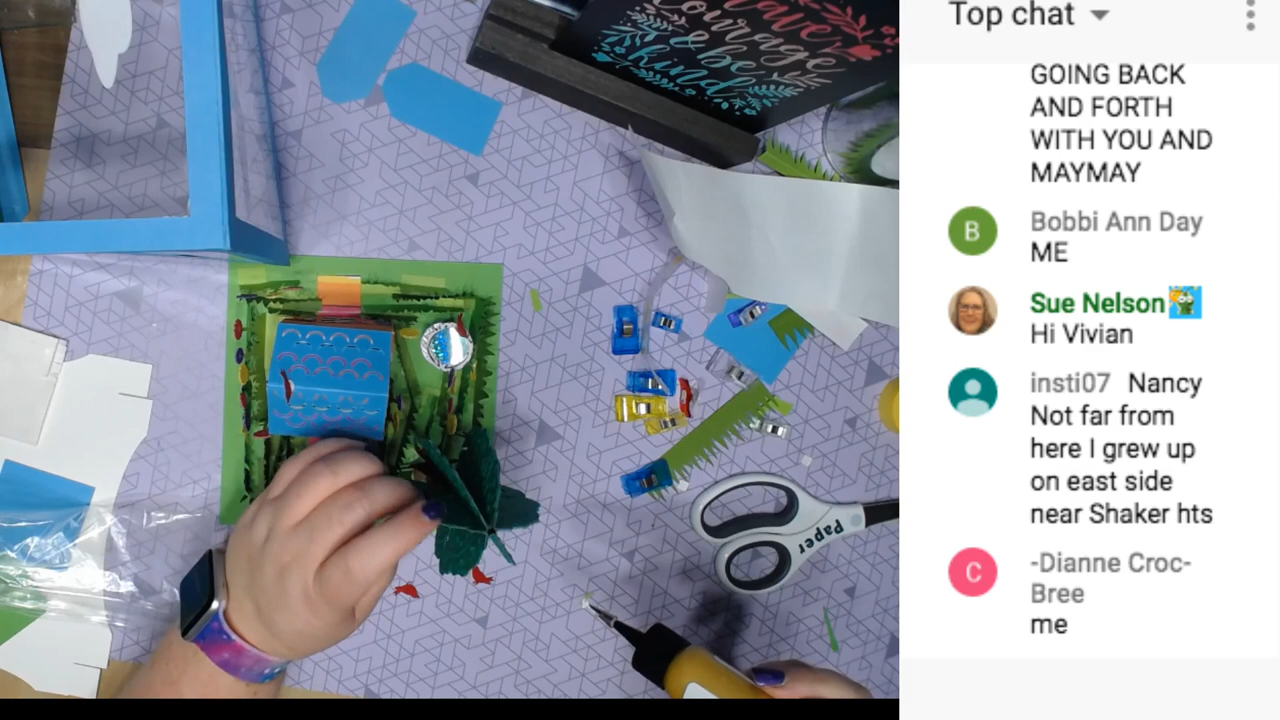 Top chat
GOING BACK
AND FORTH
WITH YOU AND
MAYMAY
B
Bobbi Ann Day
ME
Sue Nelson
Hi Vivian
insti07 Nancy
Not far from
here I grew up
on east side
near Shaker hts
C
-Dianne Croc-
Bree
me
have
courage
& be
kind
Paper